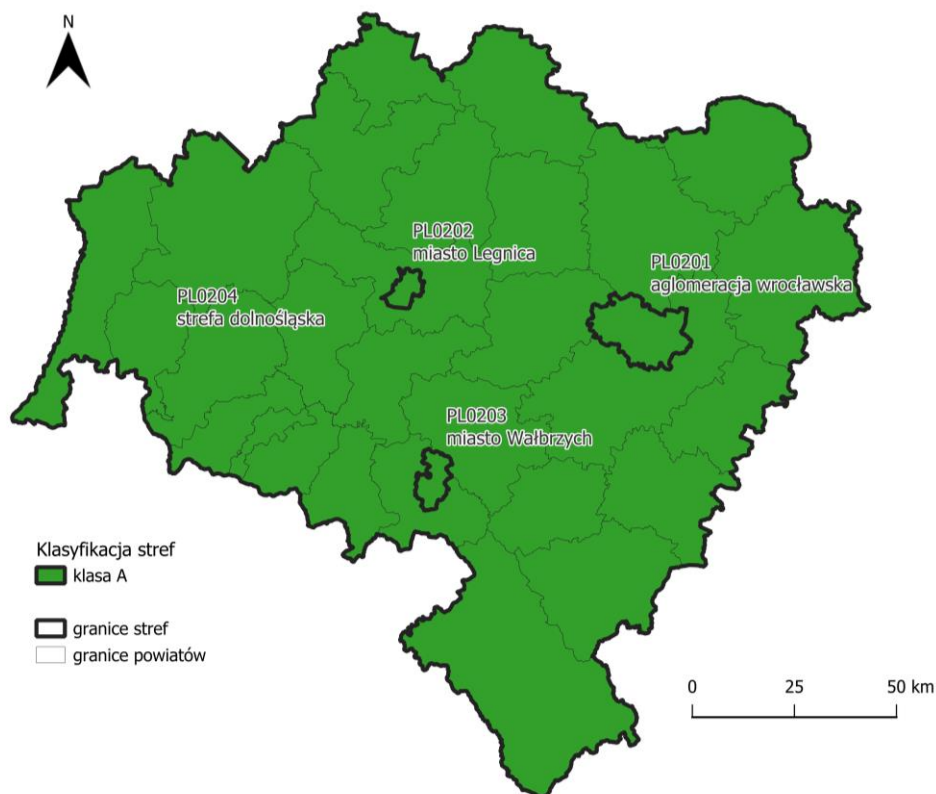 N
PL0202
miasto Legnica
PL0201
aglomeracja wrocławska
PL0204
strefa dolnośląska
PL0203
miasto Wałbrzych
Klasyfikacja stref
klasa A
granice stref
granice powiatów
0 25 50 km